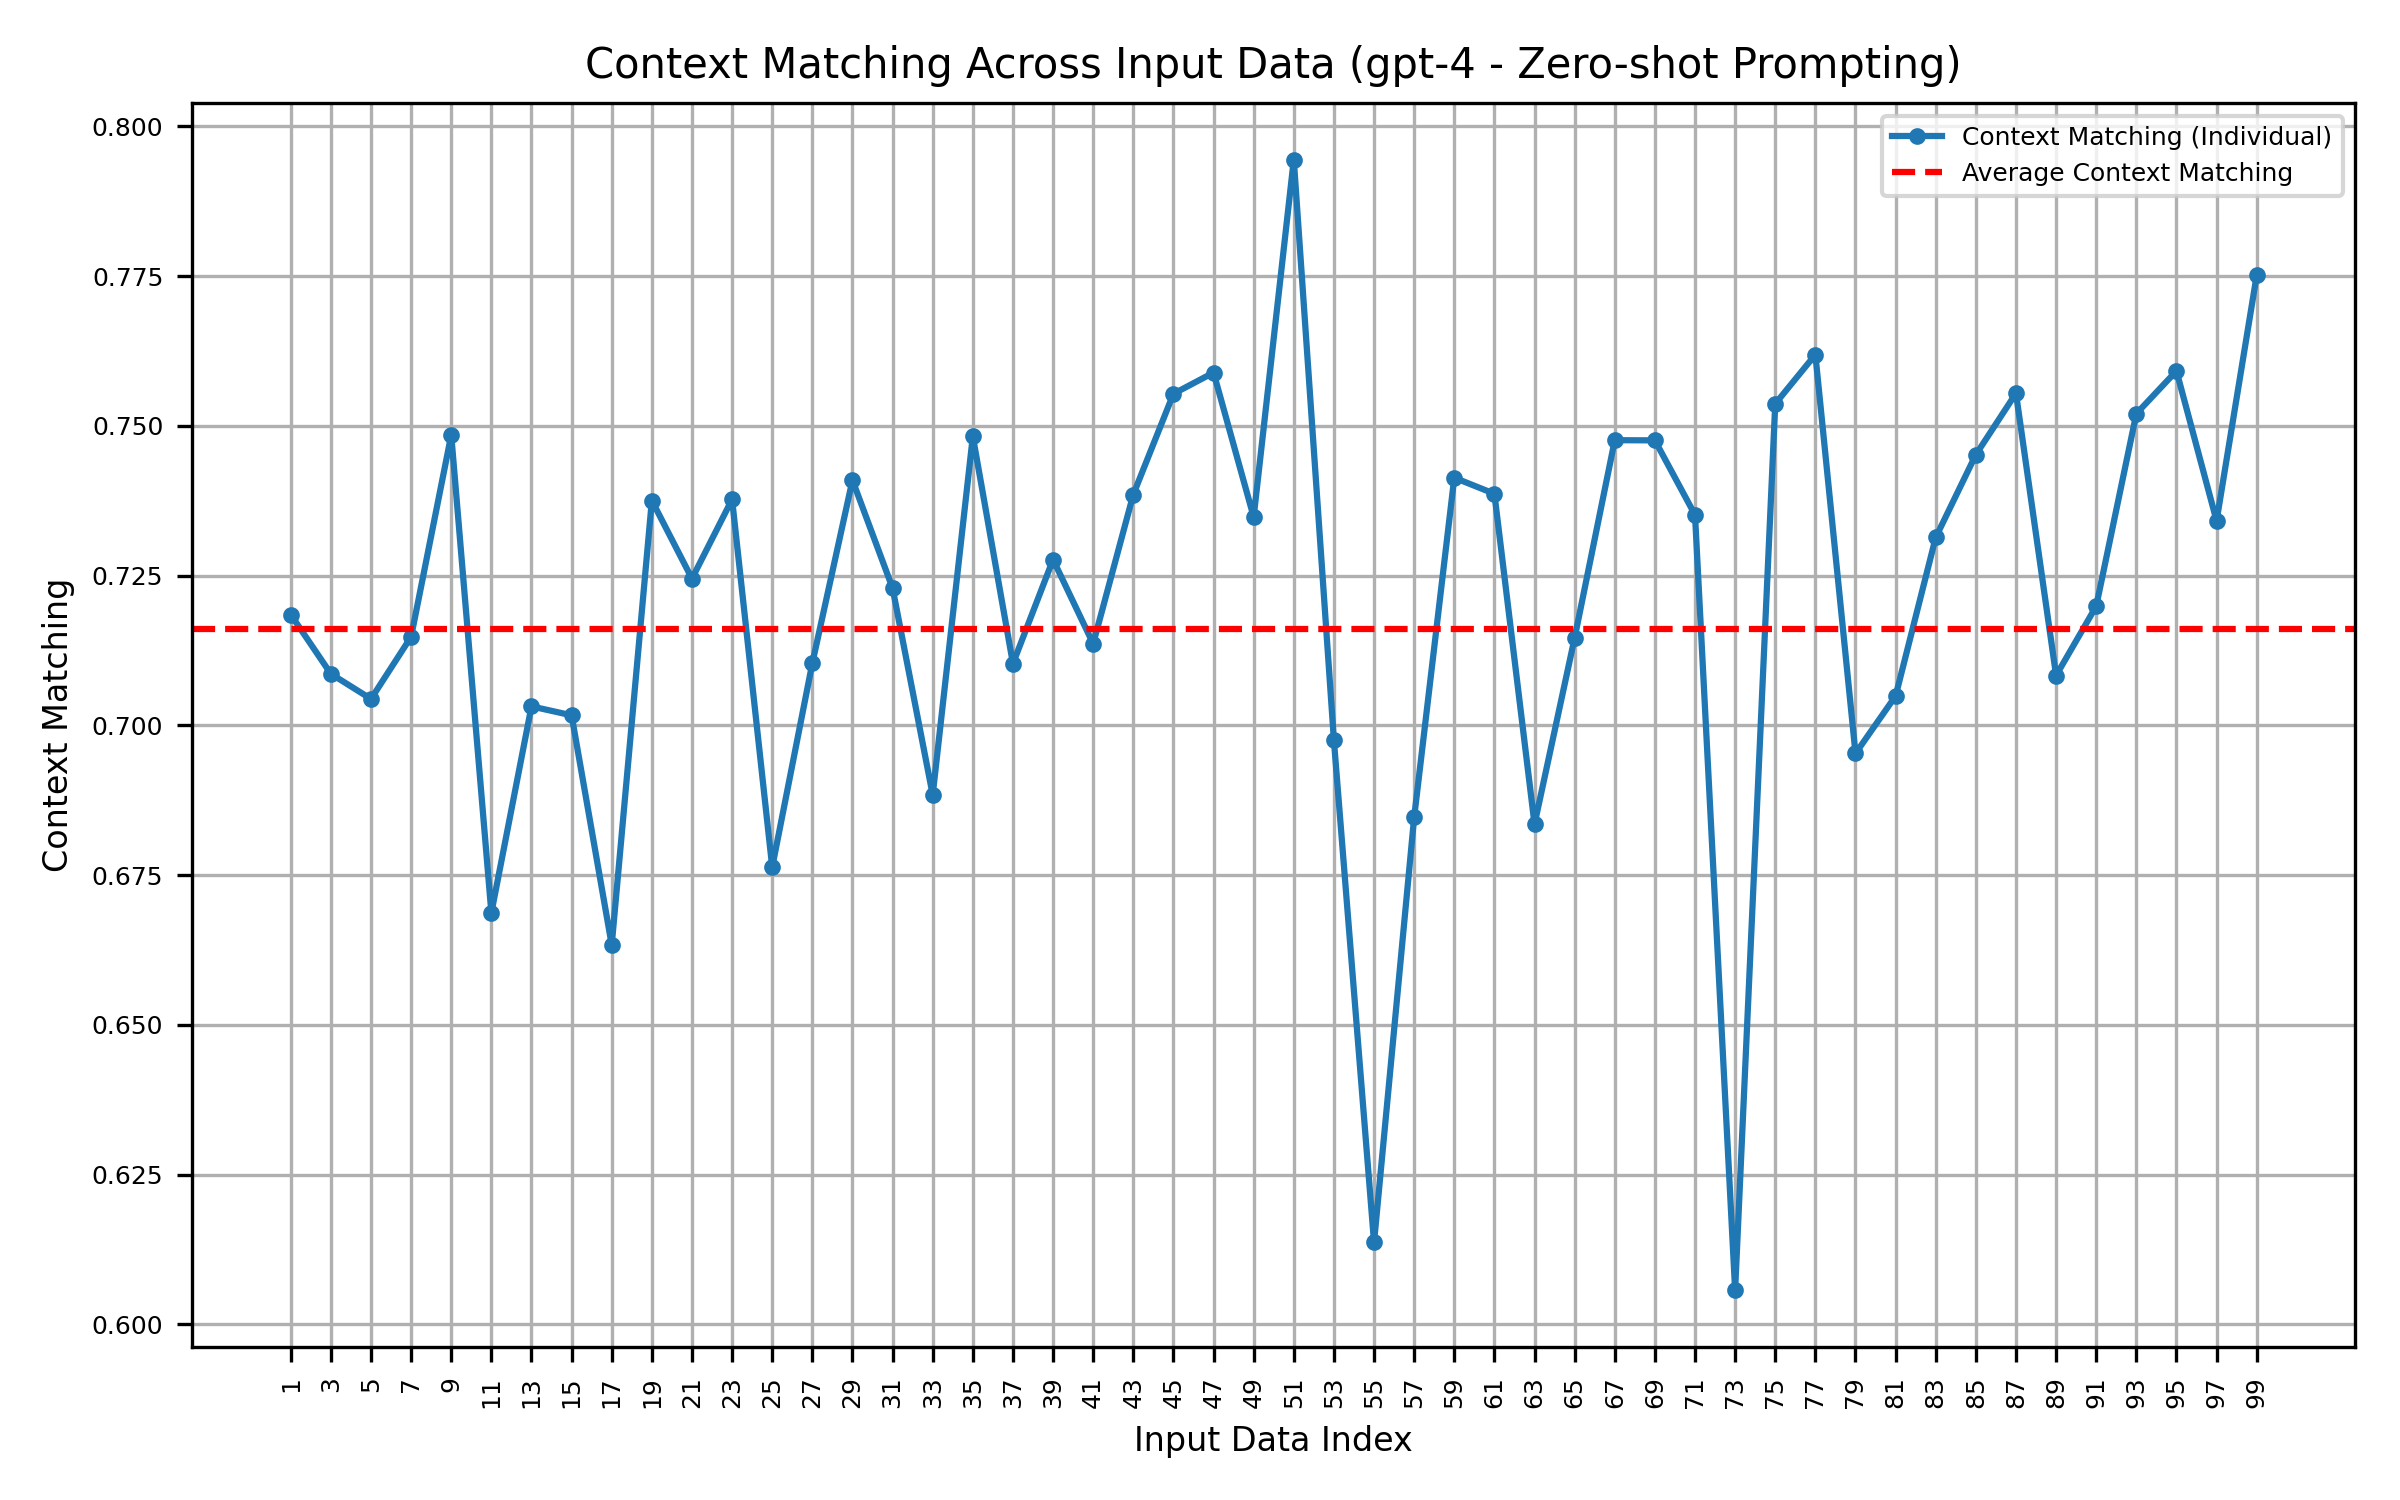 Context Matching Across Input Data (gpt-4 - Zero-shot Prompting)
Context Matching (Individual)
Average Context Matching
0.800
0.775
0.750
0.725
0.700
0.675
0.650
0.625
0.600
Context Matching
1 3 5 7 9 11 13 15 17 19 21 23 25 27 29 31 33 35 37 39 41 43 45 47 49 51 53 55 57 59 61 63 65 67 69 71 73 75 77 79 81 83 85 87 89 91 93 95 97 99
Input Data Index